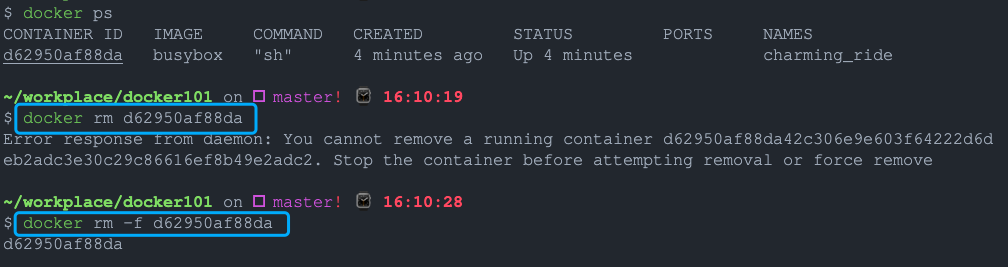 $ docker ps
CONTAINER ID   IMAGE     COMMAND   CREATED         STATUS         PORTS     NAMES
d62950af88da   busybox   "sh"      4 minutes ago   Up 4 minutes             charming_ride
~/workplace/docker101 on master! 16:10:19
$ docker rm d62950af88da
Error response from daemon: You cannot remove a running container d62950af88da42c306e9e603f64222d6d
eb2adc3e30c29c86616ef8b49e2adc2. Stop the container before attempting removal or force remove
~/workplace/docker101 on master! 16:10:28
$ docker rm -f d62950af88da
d62950af88da